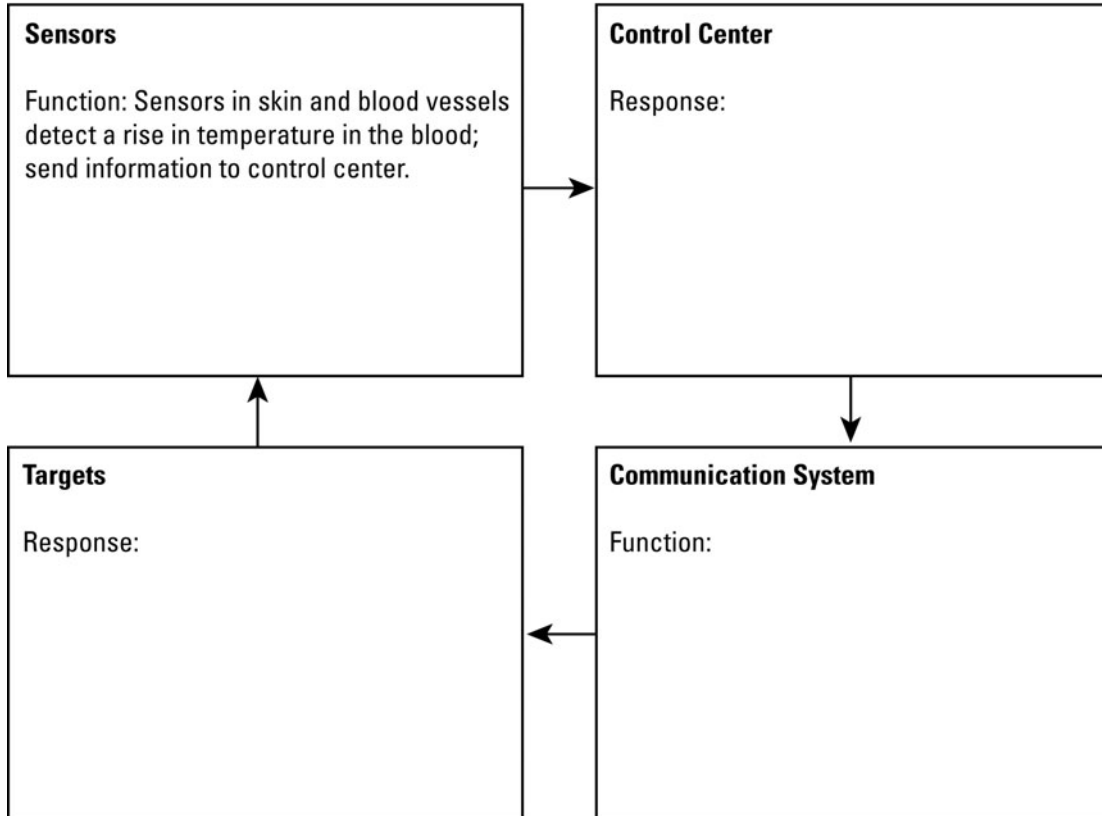 Sensors
Function: Sensors in skin and blood vessels
detect a rise in temperature in the blood;
send information to control center.
Control Center
Response:
Targets
Response:
Communication System
Function: